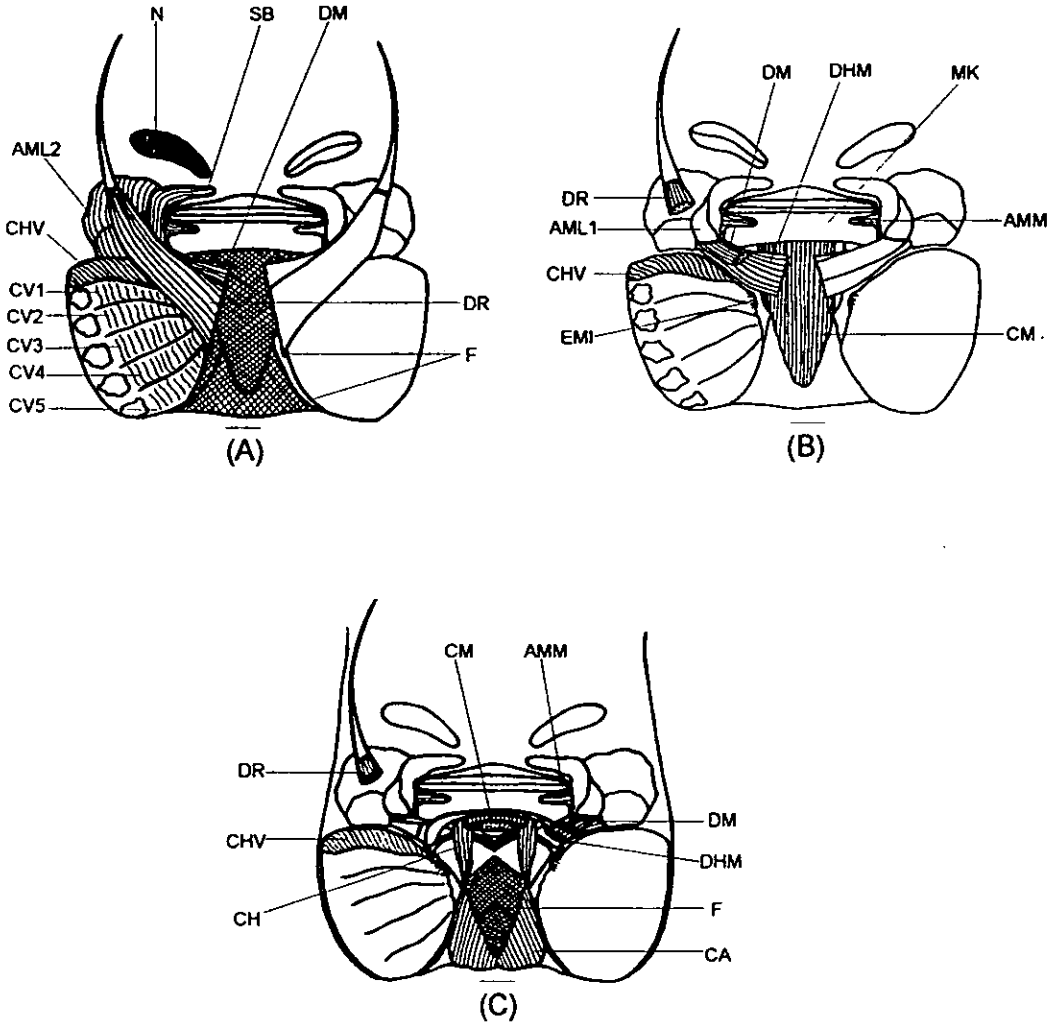 N SB DM
AML2
CHV
CV1
CV2
CV3
CV4
CV5
DR
F
(A)
DM DHM MK
DR
AML1
CHV
EMI
AMM
CM
(B)
CM AMM
DR
CHV
CH
DM
DHM
F
CA
(C)